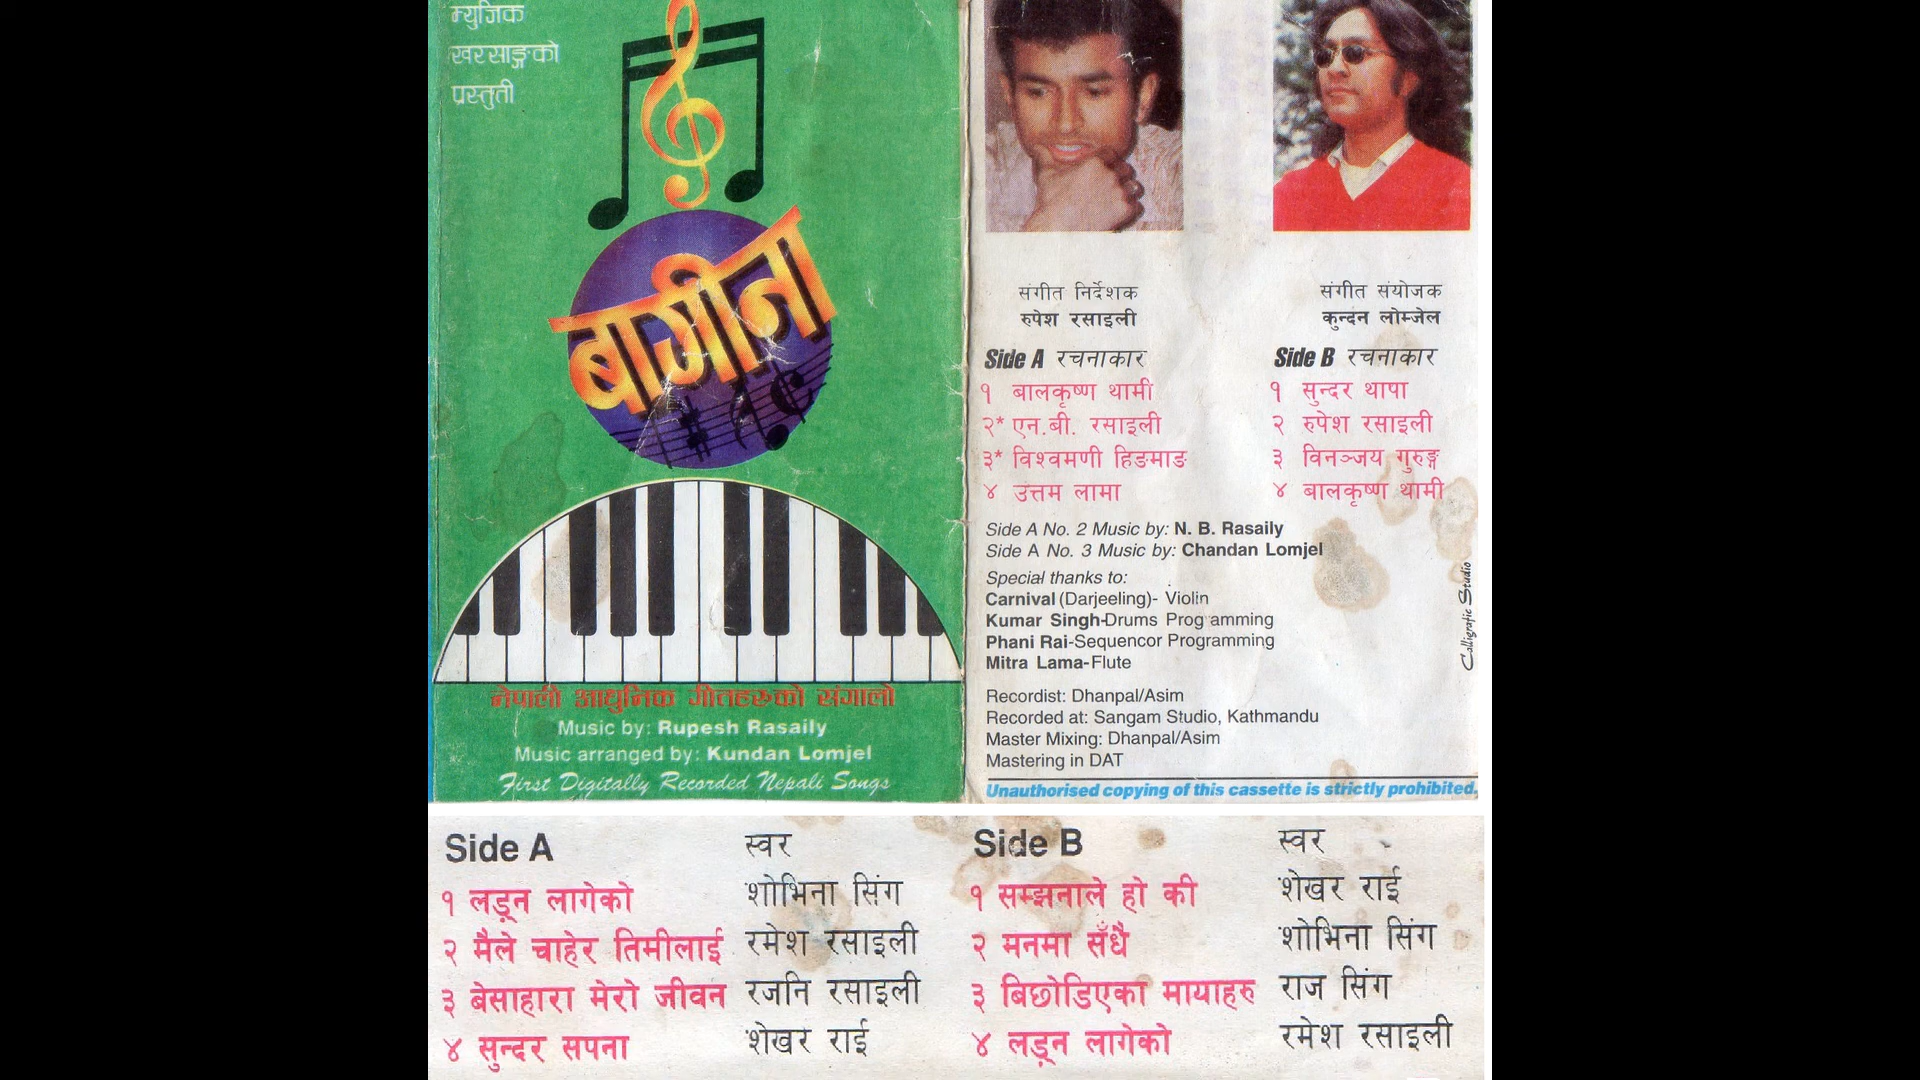 म्युजिक
खरसाङ्गको
प्रस्तुती
बागीना
नेपाली आधुनिक गीतहरुको संगालो
Music by: Rupesh Rasaily
Music arranged by: Kundan Lomjel
First Digitally Recorded Nepali Songs
संगीत निर्देशक
रुपेश रसाइली
संगीत संयोजक
कुन्दन लोम्जेल
Side A रचनाकार
१ बालकृष्ण थामी
२* एन.बी. रसाइली
३* विश्वमणी हिङमाङ
४ उत्तम लामा
Side B रचनाकार
१ सुन्दर थापा
२ रुपेश रसाइली
३ विनञ्जय गुरुङ्ग
४ बालकृष्ण थामी
Side A No. 2 Music by: N. B. Rasaily
Side A No. 3 Music by: Chandan Lomjel
Special thanks to:
Carnival (Darjeeling)- Violin
Kumar Singh-Drums Programming
Phani Rai-Sequencor Programming
Mitra Lama-Flute
Recordist: Dhanpal/Asim
Recorded at: Sangam Studio, Kathmandu
Master Mixing: Dhanpal/Asim
Mastering in DAT
Calligrafic Studio
Unauthorised copying of this cassette is strictly prohibited.
Side A स्वर
१ लड्न लागेको शोभिना सिंग
२ मैले चाहेर तिमीलाई रमेश रसाइली
३ बेसाहारा मेरो जीवन रजनि रसाइली
४ सुन्दर सपना शेखर राई
Side B स्वर
१ सम्झनाले हो की शेखर राई
२ मनमा सँधै शोभिना सिंग
३ बिछोडिएका मायाहरु राज सिंग
४ लड्न लागेको रमेश रसाइली